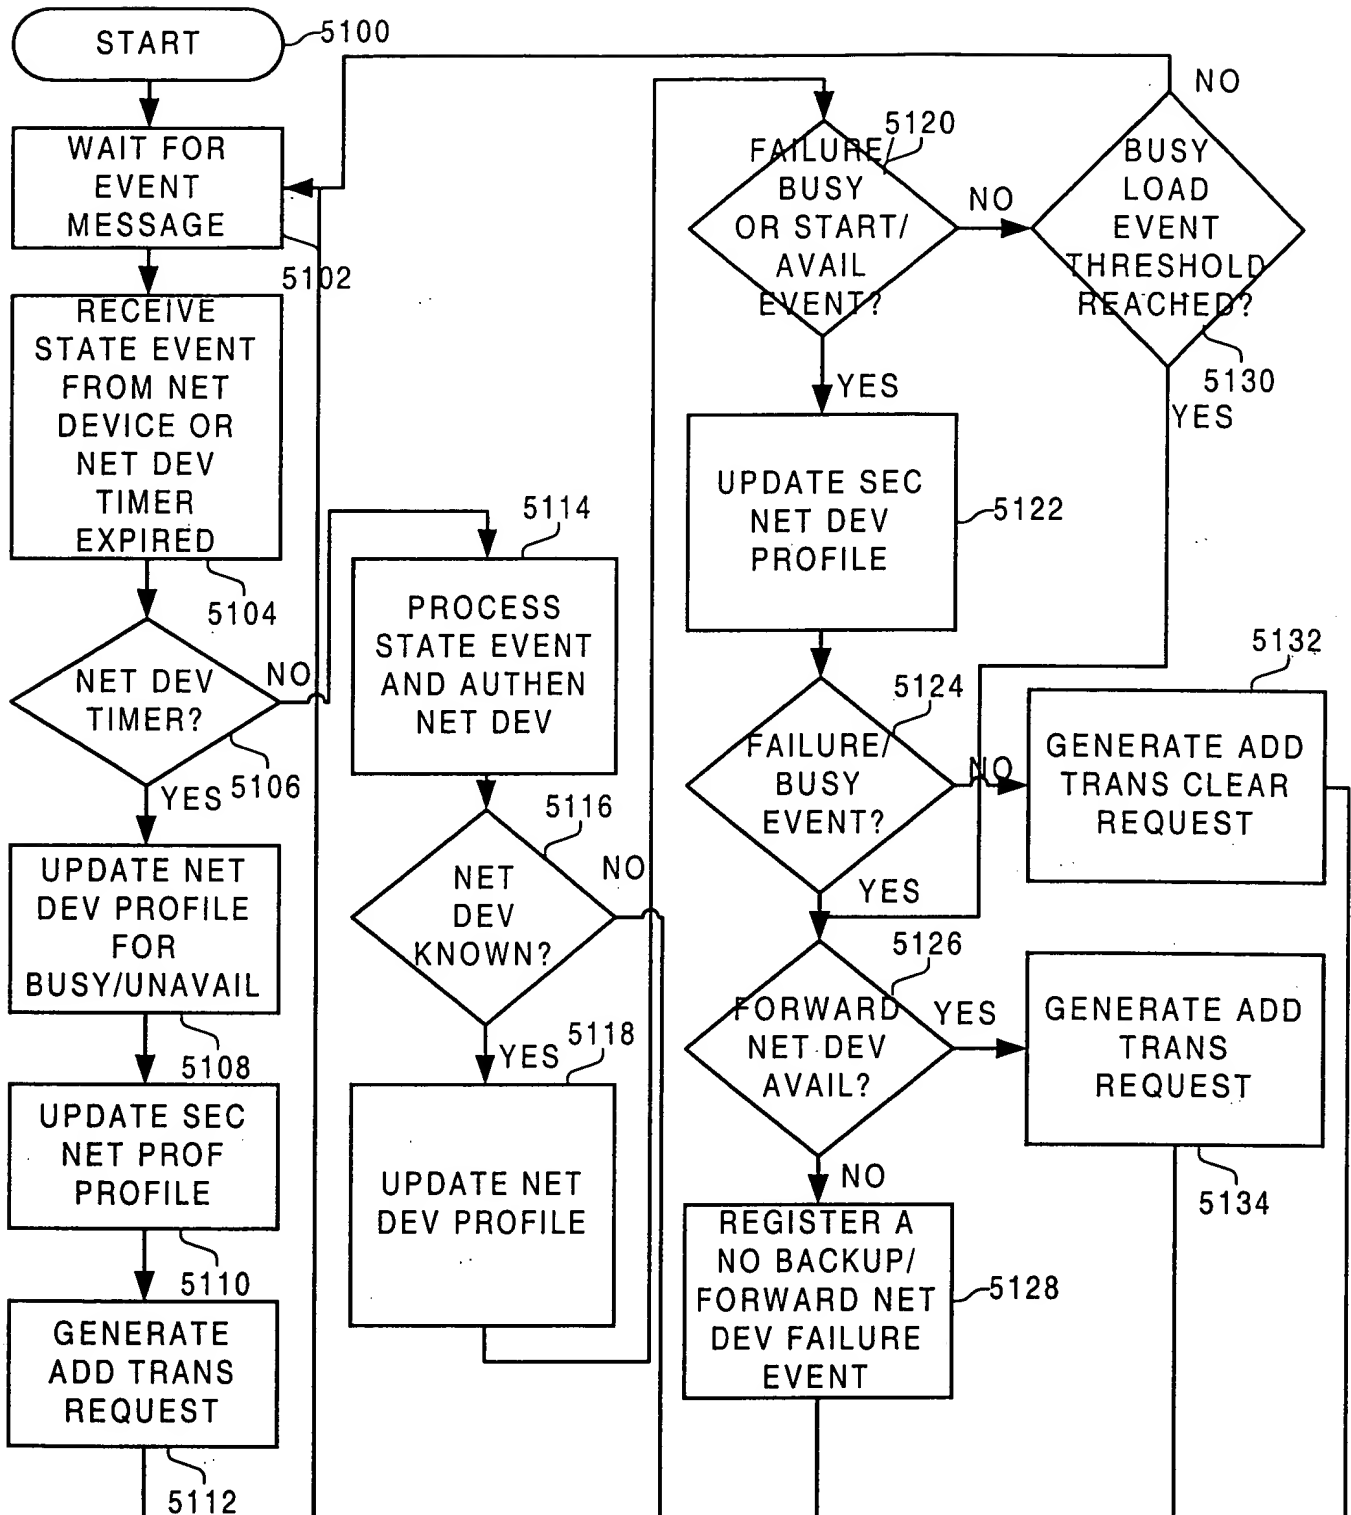 START
5100
WAIT FOR
EVENT
MESSAGE
5102
RECEIVE
STATE EVENT
FROM NET
DEVICE OR
NET DEV
TIMER
EXPIRED
5104
NET DEV
TIMER?
NO
5106
YES
UPDATE NET
DEV PROFILE
FOR
BUSY/UNAVAIL
5108
UPDATE SEC
NET PROF
PROFILE
5110
GENERATE
ADD TRANS
REQUEST
5112
5114
PROCESS
STATE EVENT
AND AUTHEN
NET DEV
5116
NET
DEV
KNOWN?
NO
YES
5118
UPDATE NET
DEV PROFILE
5120
FAILURE/
BUSY
OR START/
AVAIL
EVENT?
NO
YES
UPDATE SEC
NET DEV
PROFILE
5122
5124
FAILURE/
BUSY
EVENT?
NO
YES
5126
FORWARD
NET DEV
AVAIL?
YES
NO
REGISTER A
NO BACKUP/
FORWARD NET
DEV FAILURE
EVENT
5128
NO
BUSY
LOAD
EVENT
THRESHOLD
REACHED?
5130
YES
5132
GENERATE ADD
TRANS CLEAR
REQUEST
GENERATE ADD
TRANS
REQUEST
5134